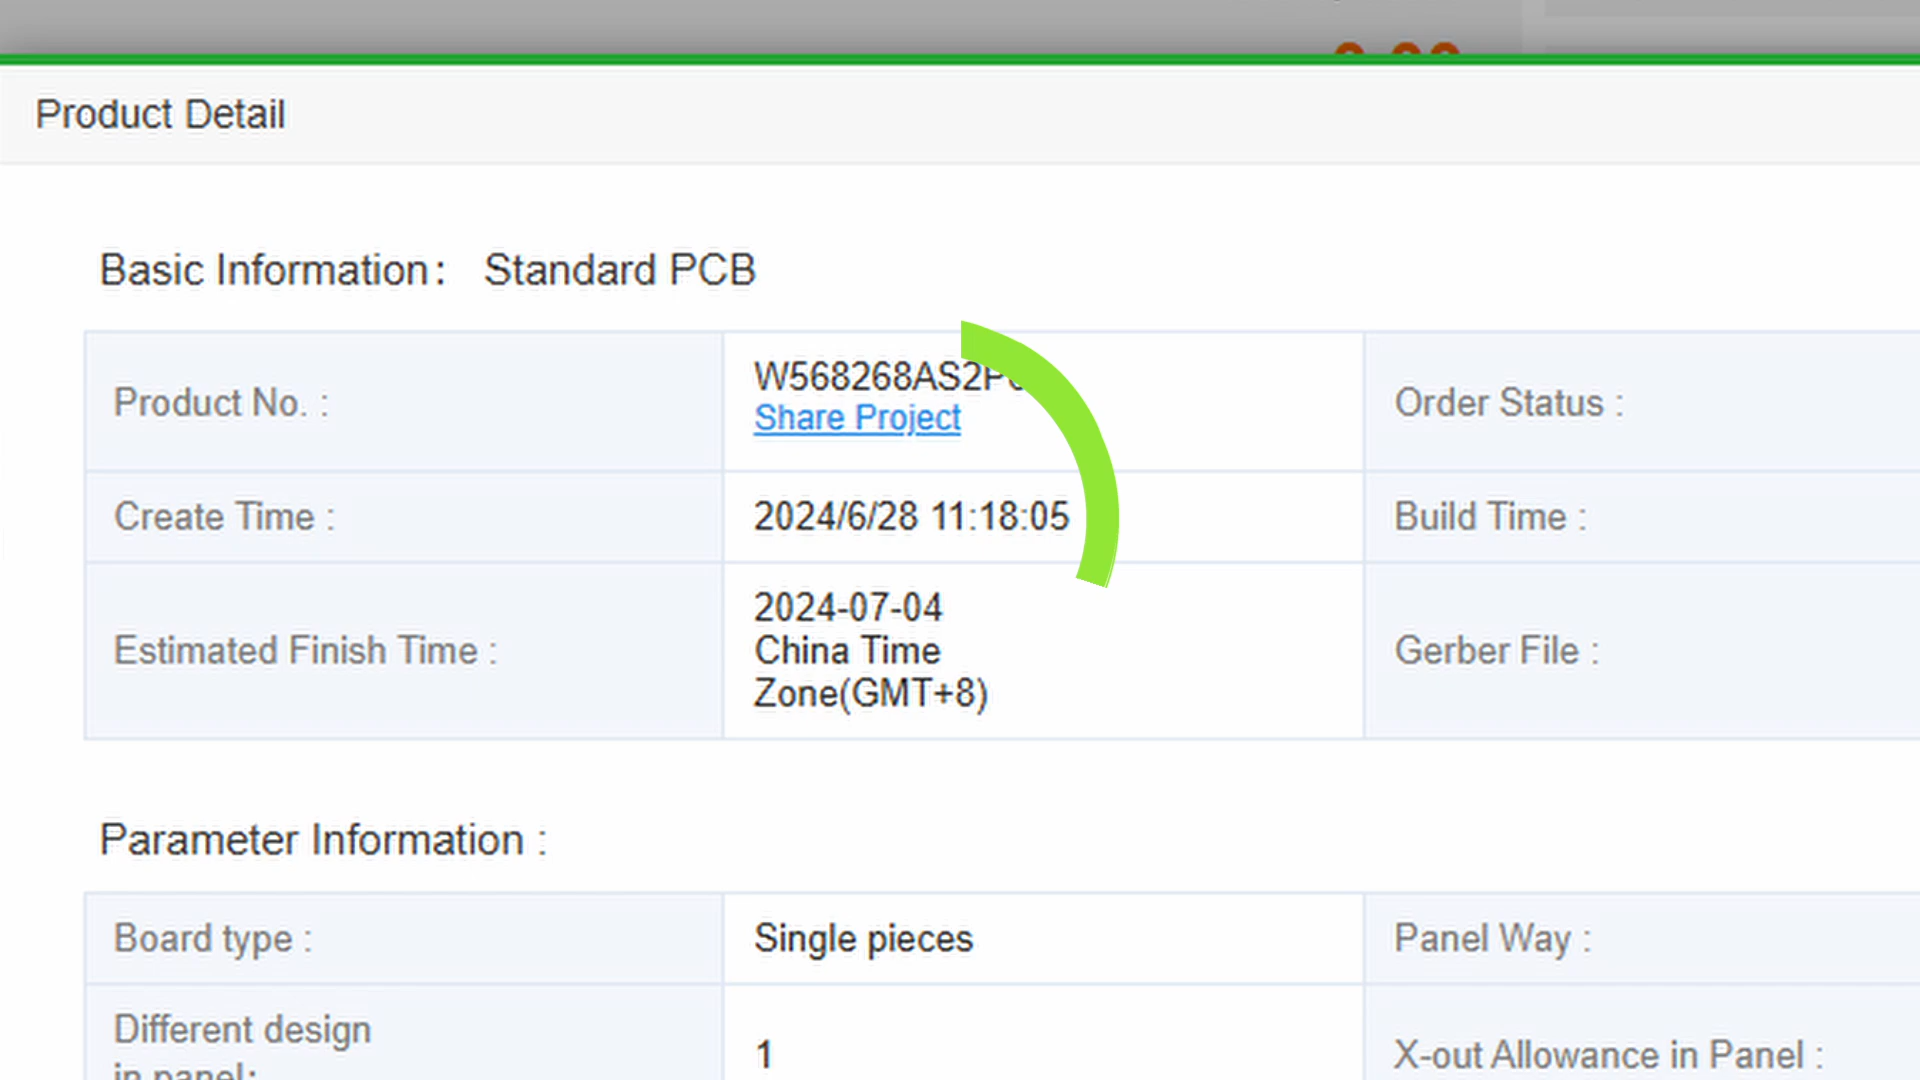 Product Detail
Basic Information: Standard PCB
Product No. :
Share Project
Order Status :
Create Time :
2024/6/28 11:18:05
Build Time :
Estimated Finish Time :
2024-07-04
China Time
Zone(GMT+8)
Gerber File :
Parameter Information :
Board type :
Single pieces
Panel Way :
Different design
in panel:
1
X-out Allowance in Panel :